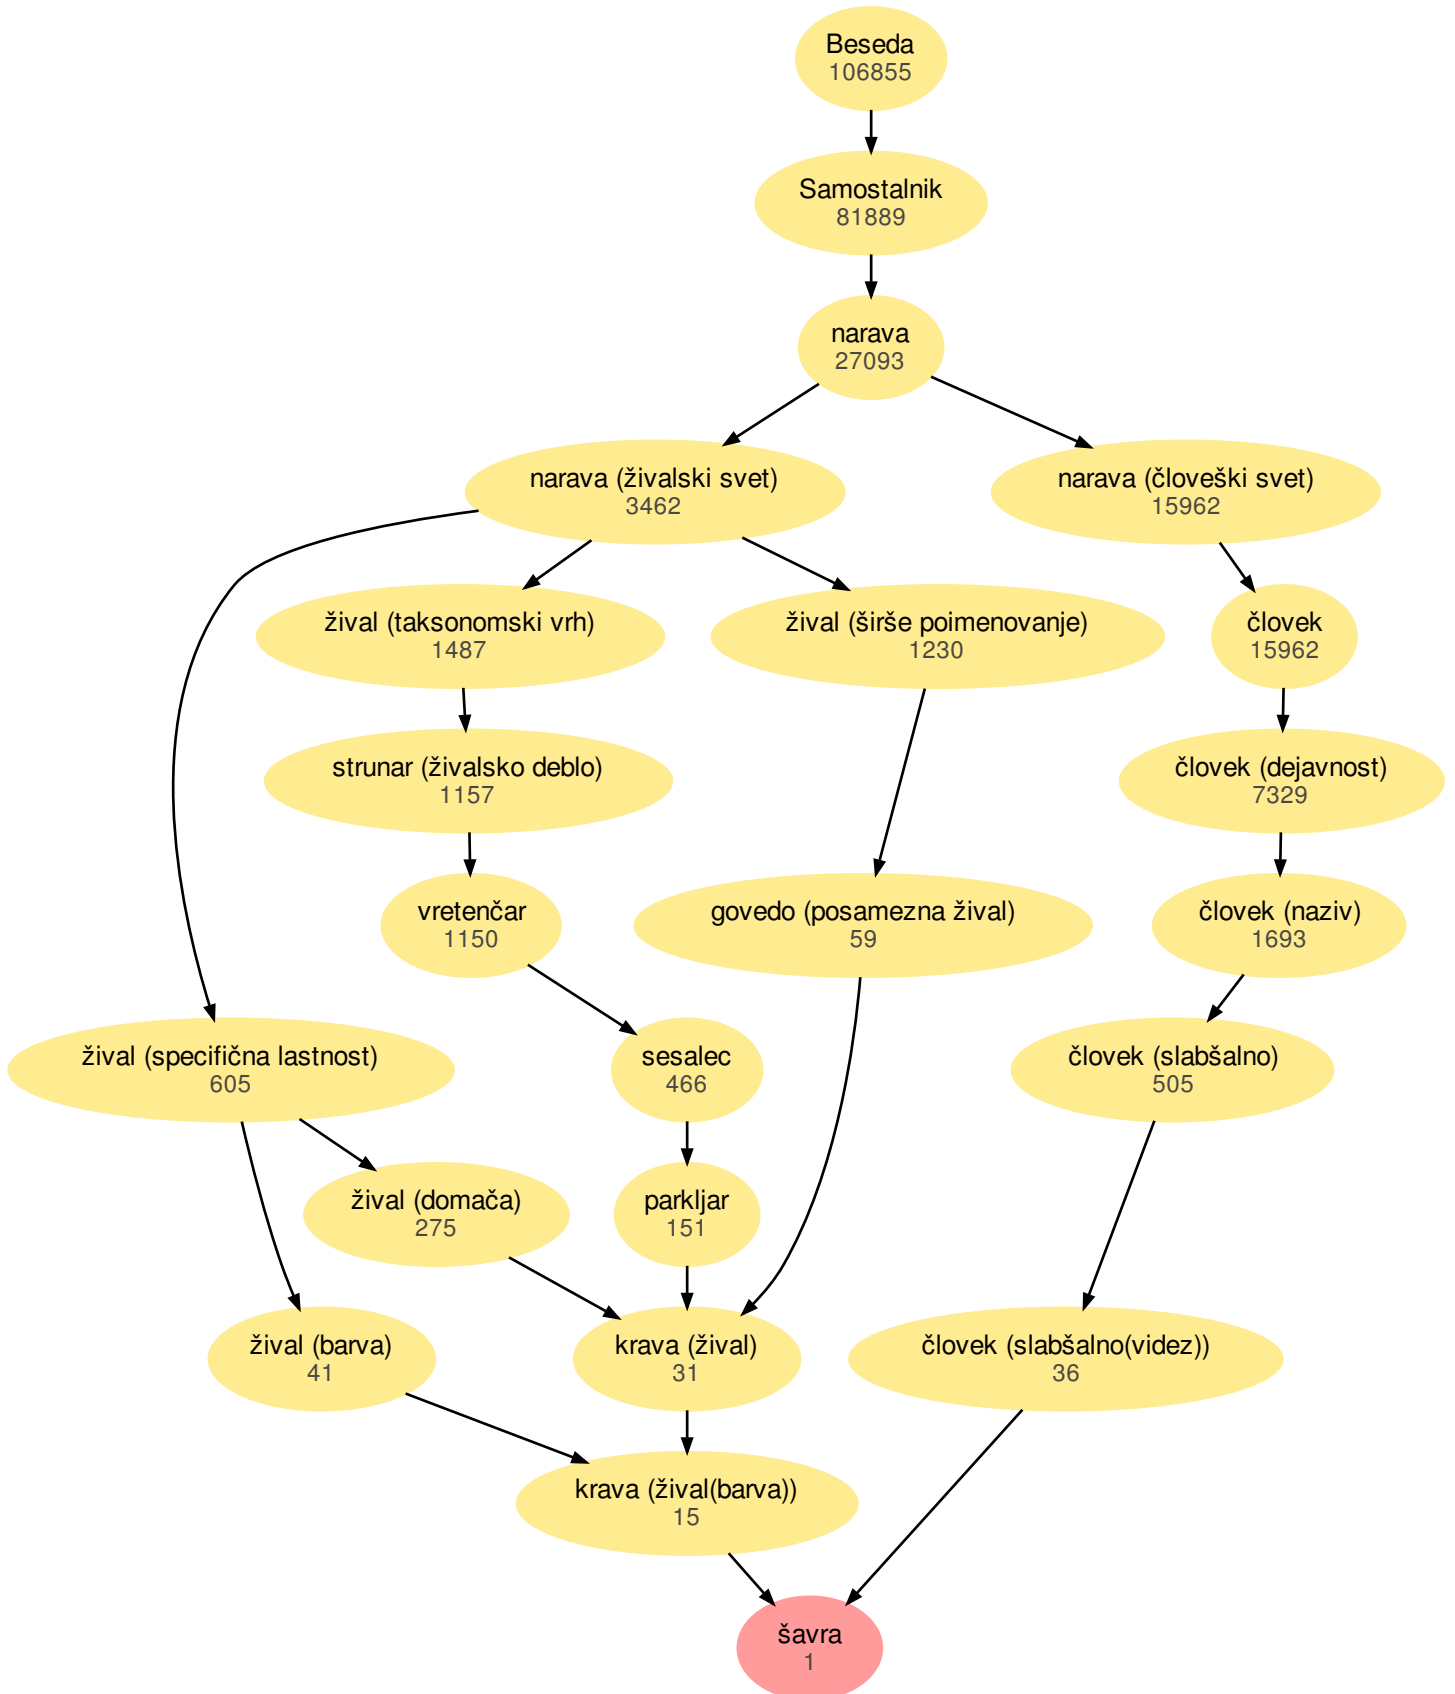 Beseda
106855
Samostalnik
81889
narava
27093
narava (živalski svet)
3462
narava (človeški svet)
15962
žival (taksonomski vrh)
1487
žival (širše poimenovanje)
1230
človek
15962
strunar (živalsko deblo)
1157
človek (dejavnost)
7329
vretenčar
1150
govedo (posamezna žival)
59
človek (naziv)
1693
žival (specifična lastnost)
605
sesalec
466
človek (slabšalno)
505
žival (domača)
275
parkljar
151
žival (barva)
41
krava (žival)
31
človek (slabšalno(videz))
36
krava (žival(barva))
15
šavra
1